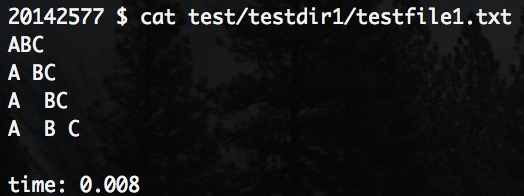 20142577 $ cat test/testdir1/testfile1.txt
ABC
A BC
A  BC
A  B C

time: 0.008